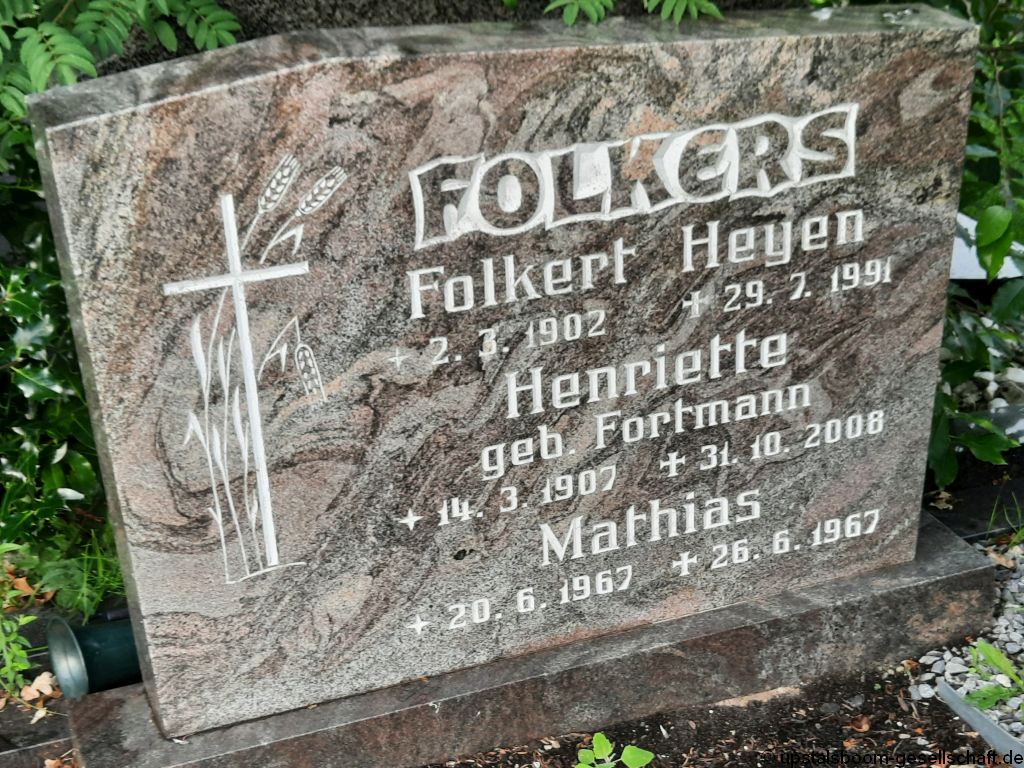 FOLKERS
Folkert Heyen
2. 3. 1902 29. 7. 1991
Henriette
geb. Fortmann
14. 3. 1907 31. 10. 2008
Mathias
20. 6. 1967 26. 6. 1967
© upstalsboom-gesellschaft.de